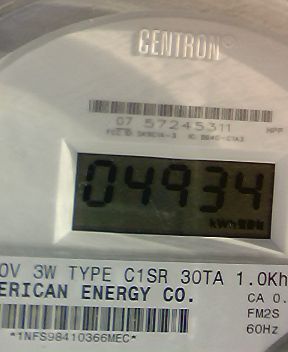 CENTRON
07 57245311
04934
0V 3W TYPE C1SR 30TA 1.0Kh
ERICAN ENERGY CO.
CA 0.
FM2S
60Hz
*1NFS98410366MEC*